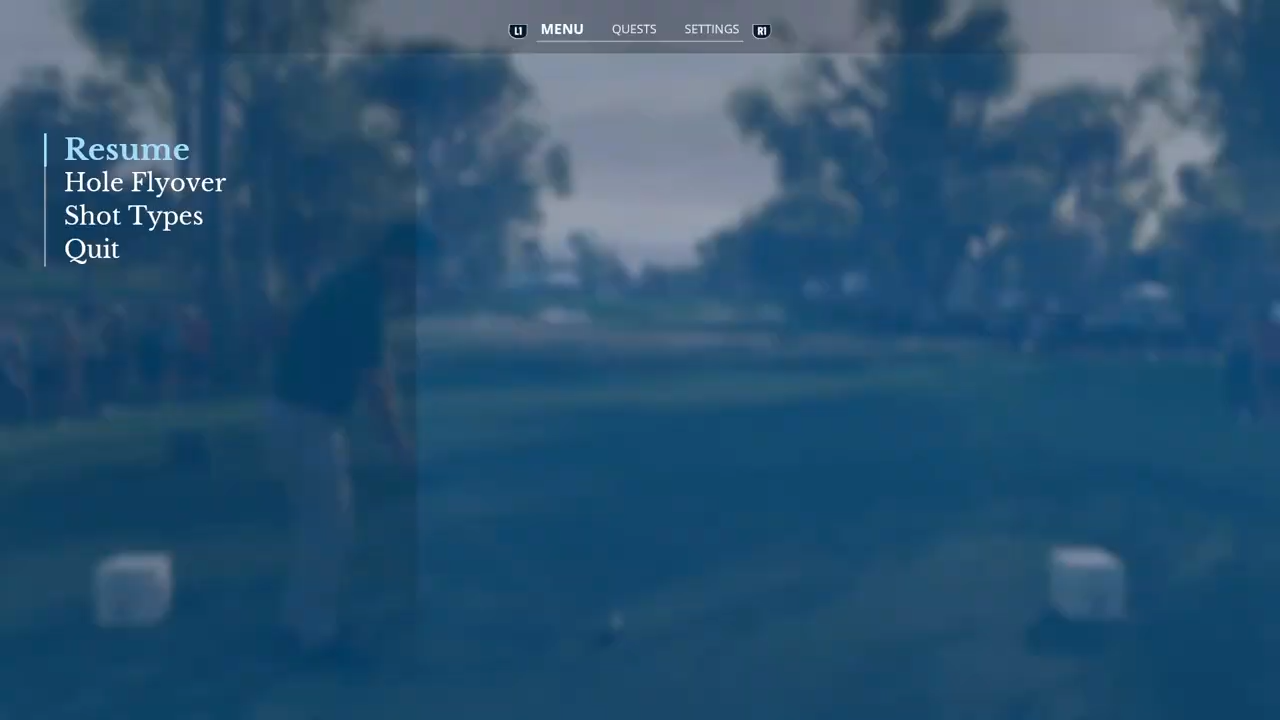 L1 MENU QUESTS SETTINGS R1
Resume
Hole Flyover
Shot Types
Quit